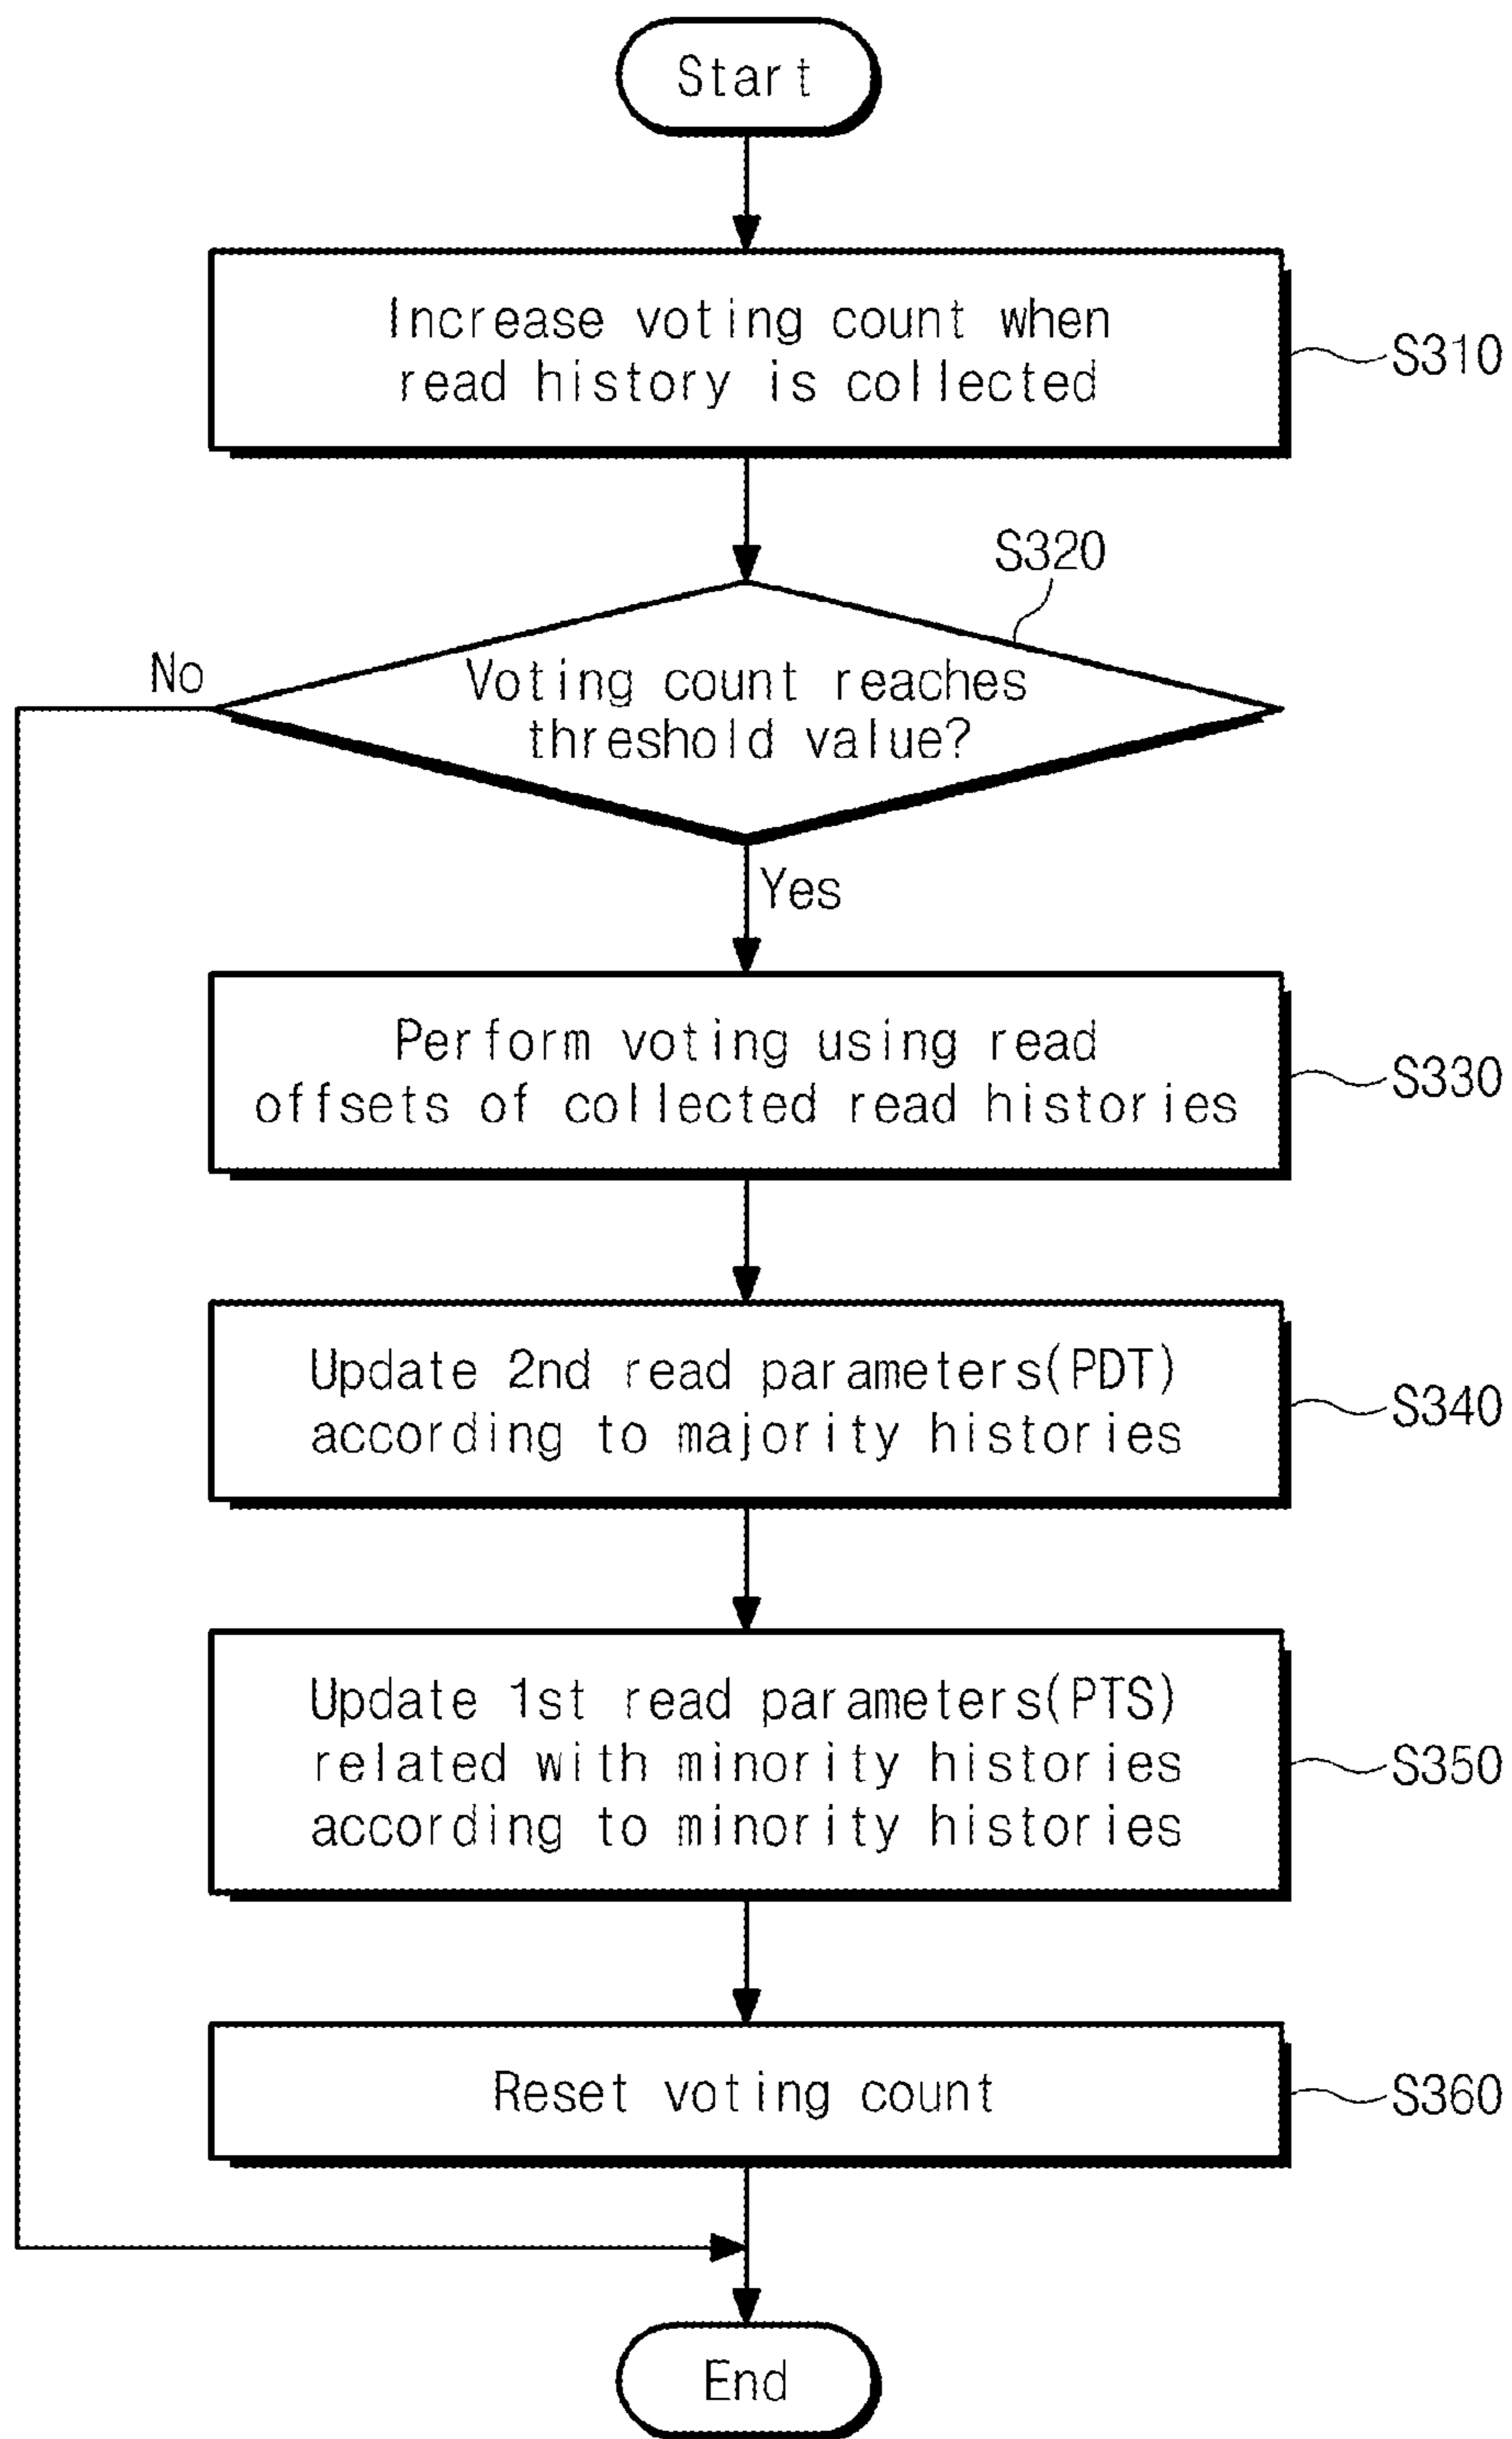 Start
Increase voting count when
read history is collected
S310
S320
No
Voting count reaches
threshold value?
Yes
Perform voting using read
offsets of collected read histories
S330
Update 2nd read parameters(PDT)
according to majority histories
S340
Update 1st read parameters(PTS)
related with minority histories
according to minority histories
S350
Reset voting count
S360
End